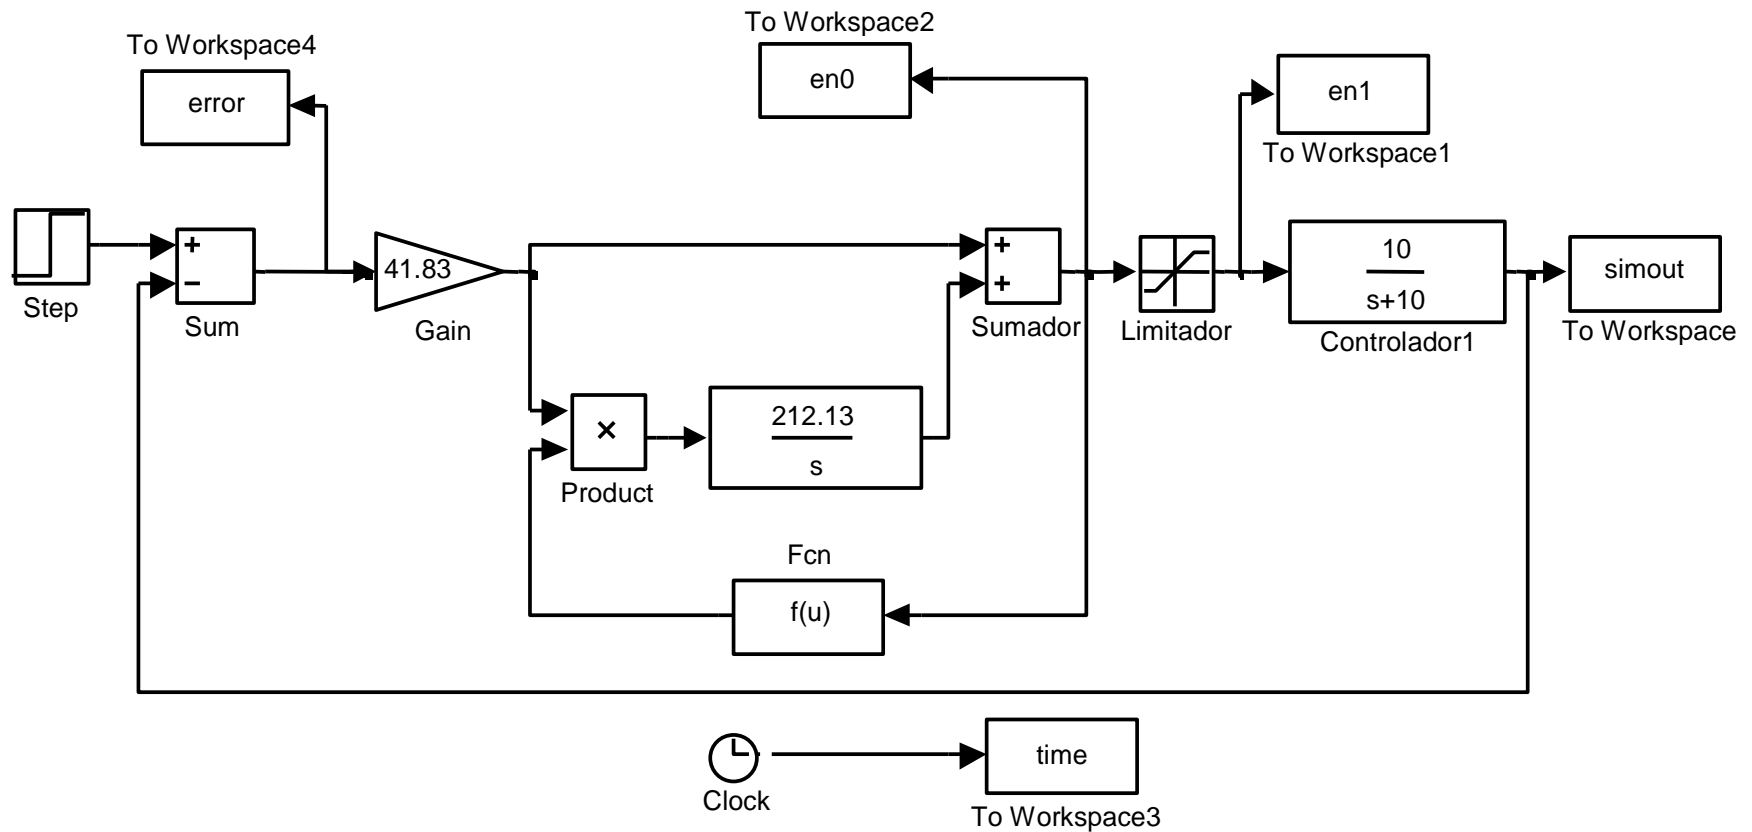 To Workspace2
To Workspace4
en0
en1
error
To Workspace1
+
−
Step
Sum
41.83
Gain
+
+
Sumador
Limitador
10
s+10
Controlador1
simout
To Workspace
×
Product
212.13
s
Fcn
f(u)
Clock
time
To Workspace3